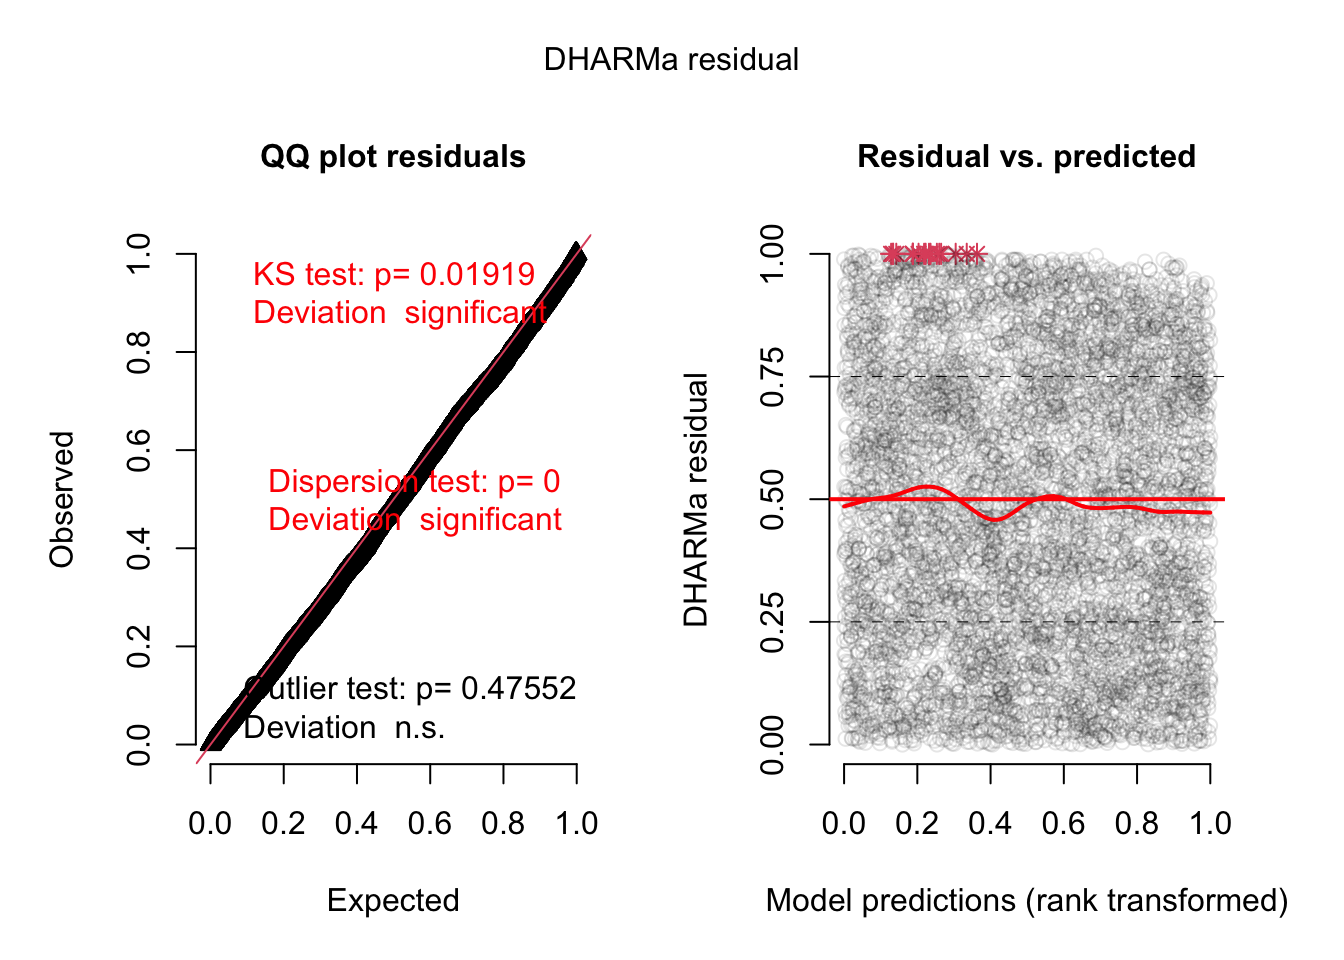 DHARMa residual
QQ plot residuals
KS test: p= 0.01919
Deviation  significant
Dispersion test: p= 0
Deviation  significant
Outlier test: p= 0.47552
Deviation  n.s.
Observed
0.0 0.2 0.4 0.6 0.8 1.0
0.0 0.2 0.4 0.6 0.8 1.0
Expected
Residual vs. predicted
DHARMa residual
0.00 0.25 0.50 0.75 1.00
0.0 0.2 0.4 0.6 0.8 1.0
Model predictions (rank transformed)